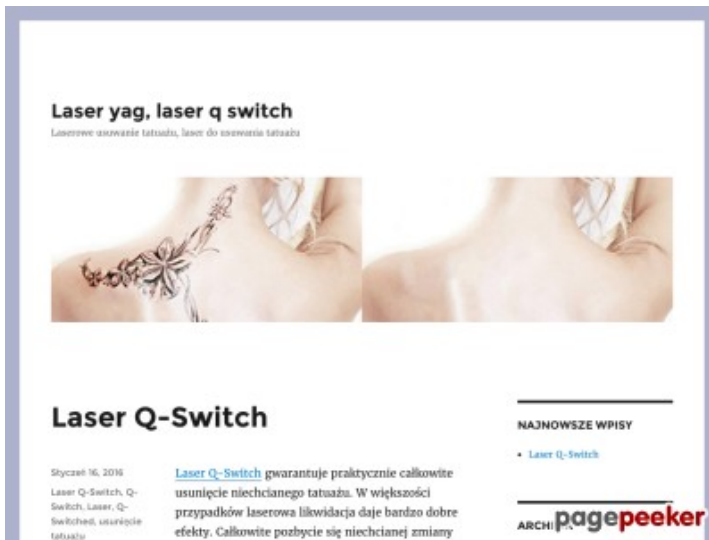 Laser yag, laser q switch
Laserowe usuwanie tatuażu, laser do usuwania tatuażu
Laser Q-Switch
Styczeń 16, 2016
Laser Q-Switch, Q-
Switch, Laser, Q-
Switched, usunięcie
tatuażu
Laser Q-Switch gwarantuje praktycznie całkowite
usunięcie niechcianego tatuażu. W większości
przypadków laserowa likwidacja daje bardzo dobre
efekty. Całkowite pozbycie się niechcianej zmiany
NAJNOWSZE WPISY
Laser Q-Switch
pagepeeker